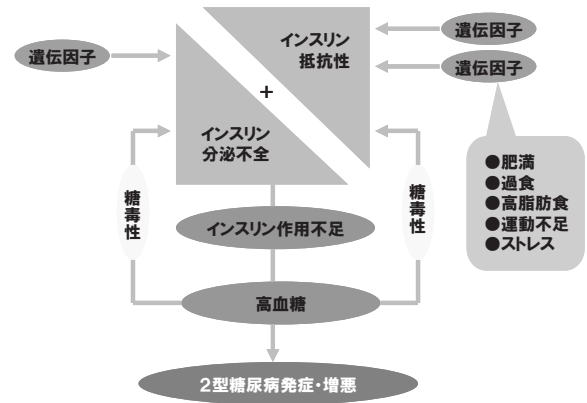 遺伝因子
インスリン
抵抗性
遺伝因子
遺伝因子
+
インスリン
分泌不全
●肥満
●過食
●高脂肪食
●運動不足
●ストレス
糖毒性
糖毒性
インスリン作用不足
高血糖
2型糖尿病発症・増悪